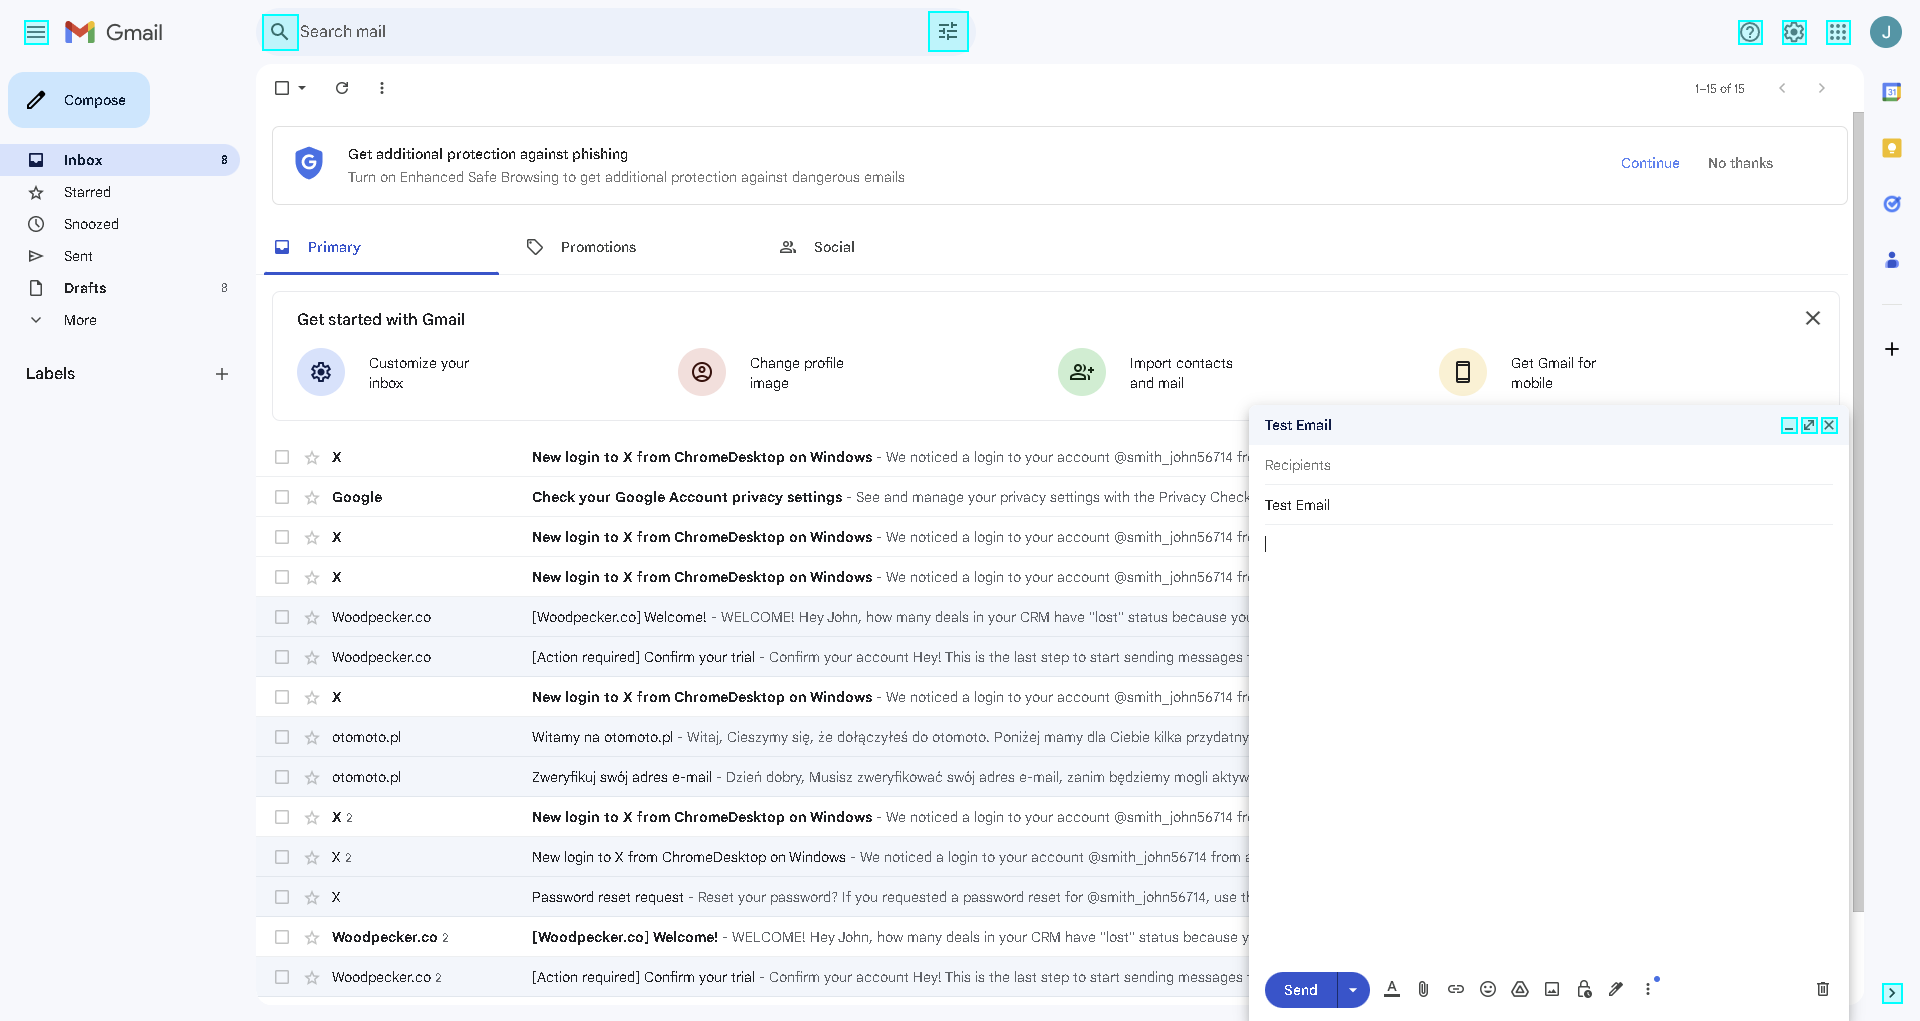 Gmail
Search mail
J
Compose
1–15 of 15
31
Get additional protection against phishing
Turn on Enhanced Safe Browsing to get additional protection against dangerous emails
Continue
No thanks
Inbox 8
Starred
Snoozed
Sent
Drafts 8
More
Labels
Primary
Promotions
Social
Get started with Gmail
Customize your
inbox
Change profile
image
Import contacts
and mail
Get Gmail for
mobile
X New login to X from ChromeDesktop on Windows - We noticed a login to your account @smith_john56714
Google Check your Google Account privacy settings - See and manage your privacy settings with the Privacy Check
X New login to X from ChromeDesktop on Windows - We noticed a login to your account @smith_john56714
X New login to X from ChromeDesktop on Windows - We noticed a login to your account @smith_john56714
Woodpecker.co [Woodpecker.co] Welcome! - WELCOME! Hey John, how many deals in your CRM have "lost" status because
Woodpecker.co [Action required] Confirm your trial - Confirm your account Hey! This is the last step to start sending messages
X New login to X from ChromeDesktop on Windows - We noticed a login to your account @smith_john56714
otomoto.pl Witamy na otomoto.pl - Witaj, Cieszymy się, że dołączyłeś do otomoto. Poniżej mamy dla Ciebie kilka przydatny
otomoto.pl Zweryfikuj swój adres e-mail - Dzień dobry, Musisz zweryfikować swój adres e-mail, zanim będziemy mogli aktyw
X 2 New login to X from ChromeDesktop on Windows - We noticed a login to your account @smith_john56714
X 2 New login to X from ChromeDesktop on Windows - We noticed a login to your account @smith_john56714 from
X Password reset request - Reset your password? If you requested a password reset for @smith_john56714, use
Woodpecker.co 2 [Woodpecker.co] Welcome! - WELCOME! Hey John, how many deals in your CRM have "lost" status because
Woodpecker.co 2 [Action required] Confirm your trial - Confirm your account Hey! This is the last step to start sending messages
Test Email
Recipients
Test Email
Send